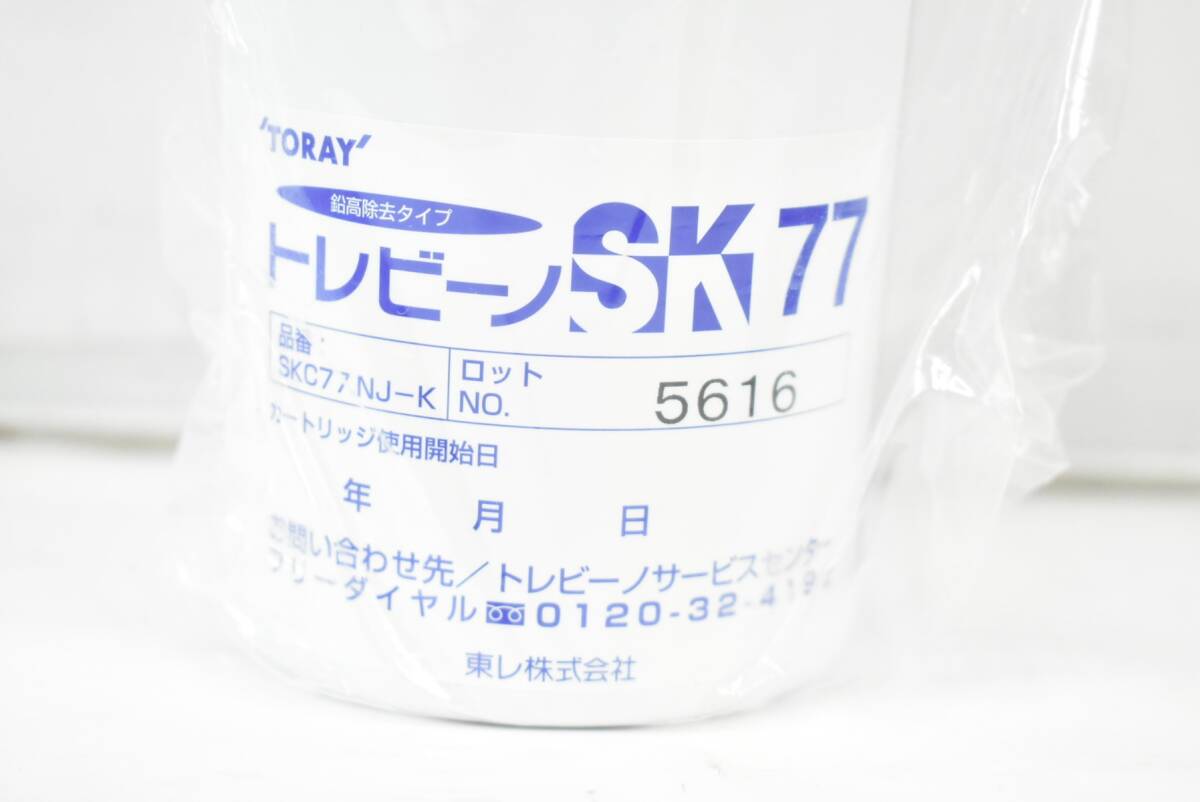 'TORAY'
鉛高除去タイプ
トレビーノSK77
品番:
SKC77.NJ-K
ロット
NO.
5616
カートリッジ使用開始日
年 月 日
お問い合わせ先/トレビーノサービスセンター
フリーダイヤル 0120-32-4192
東レ株式会社